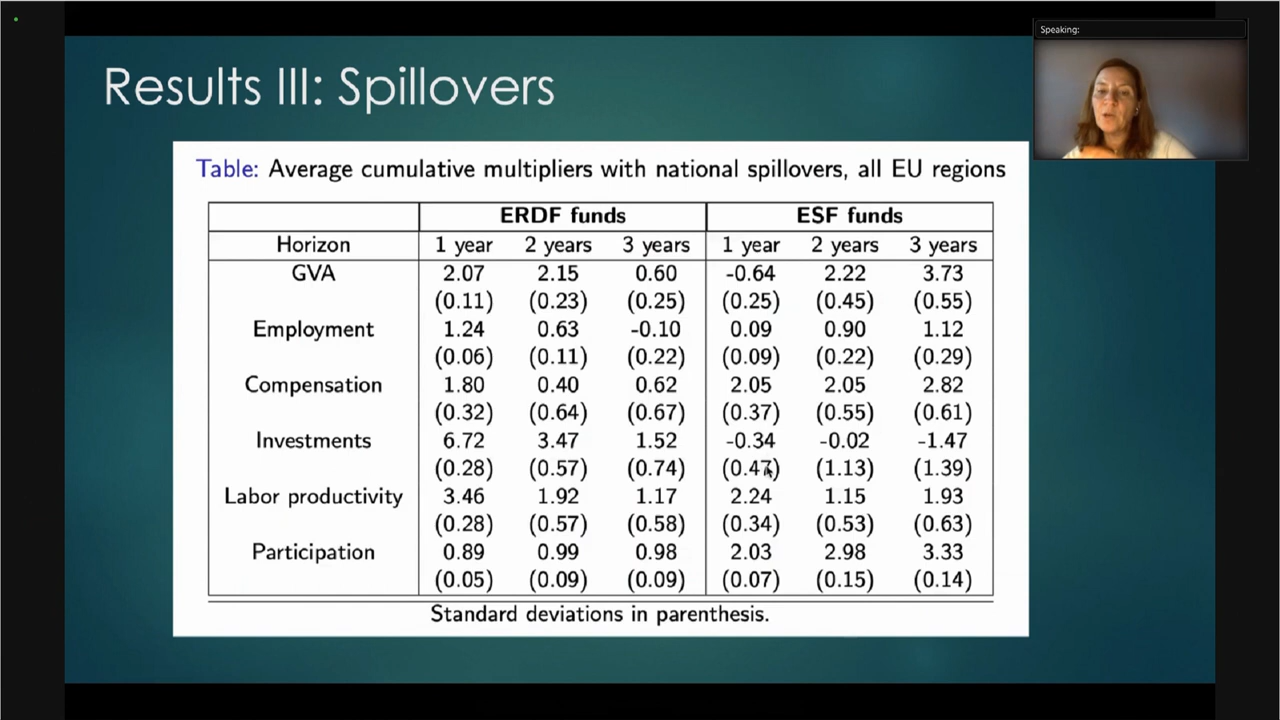 Speaking:
Results III: Spillovers
Table: Average cumulative multipliers with national spillovers, all EU regions
ERDF funds ESF funds
Horizon 1 year 2 years 3 years 1 year 2 years 3 years
GVA 2.07 2.15 0.60 -0.64 2.22 3.73
(0.11) (0.23) (0.25) (0.25) (0.45) (0.55)
Employment 1.24 0.63 -0.10 0.09 0.90 1.12
(0.06) (0.11) (0.22) (0.09) (0.22) (0.29)
Compensation 1.80 0.40 0.62 2.05 2.05 2.82
(0.32) (0.64) (0.67) (0.37) (0.55) (0.61)
Investments 6.72 3.47 1.52 -0.34 -0.02 -1.47
(0.28) (0.57) (0.74) (0.47) (1.13) (1.39)
Labor productivity 3.46 1.92 1.17 2.24 1.15 1.93
(0.28) (0.57) (0.58) (0.34) (0.53) (0.63)
Participation 0.89 0.99 0.98 2.03 2.98 3.33
(0.05) (0.09) (0.09) (0.07) (0.15) (0.14)
Standard deviations in parenthesis.